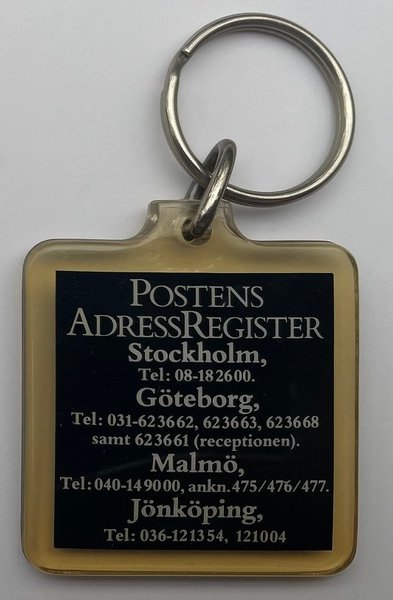 POSTENS
ADRESSREGISTER
Stockholm,
Tel: 08-182600.
Göteborg,
Tel: 031-623662, 623663, 623668
samt 623661 (receptionen).
Malmö,
Tel: 040-149000, ankn. 475/476/477.
Jönköping,
Tel: 036-121354, 121004